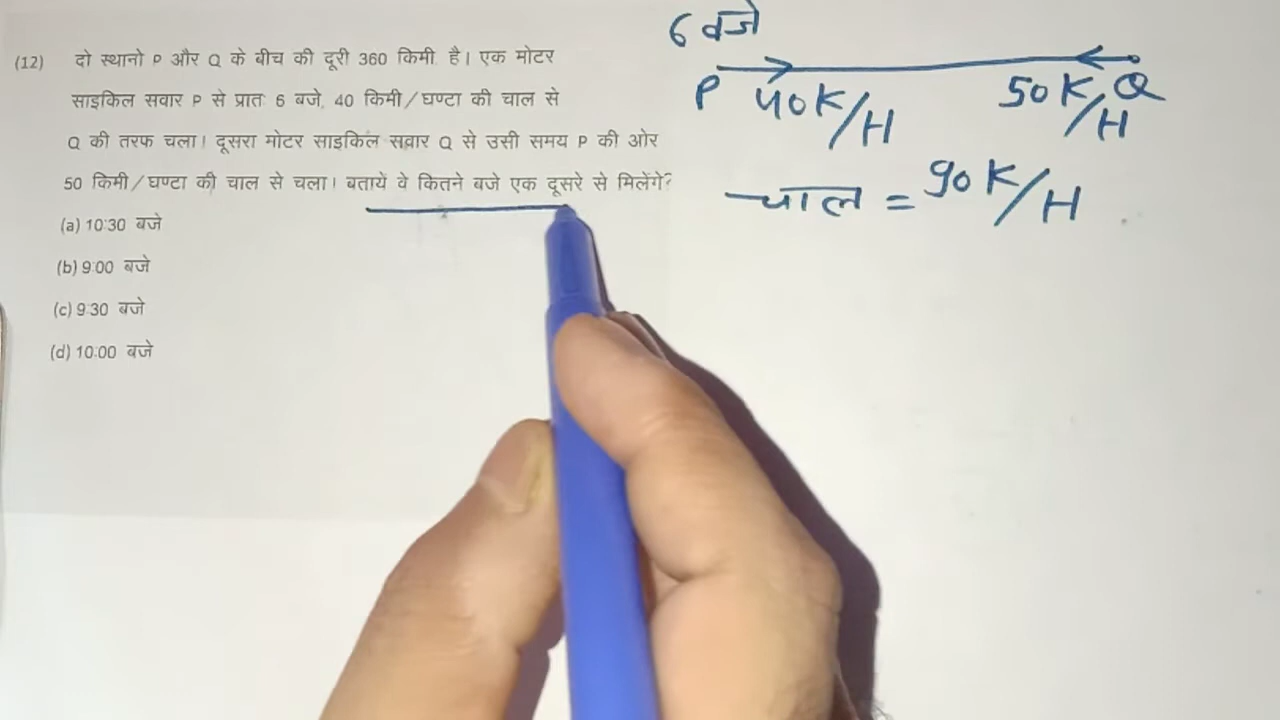 (12) दो स्थानो P और Q के बीच की दूरी 360 किमी. है। एक मोटर
साइकिल सवार P से प्रातः 6 बजे, 40 किमी/घण्टा की चाल से
Q की तरफ चला। दूसरा मोटर साइकिल सवार Q से उसी समय P की ओर
50 किमी/घण्टा की चाल से चला। बतायें वे कितने बजे एक दूसरे से मिलेंगे?
(a) 10:30 बजे
(b) 9:00 बजे
(c) 9:30 बजे
(d) 10:00 बजे
6 बजे
P 40K/H 50K/H Q
चाल = 90K/H